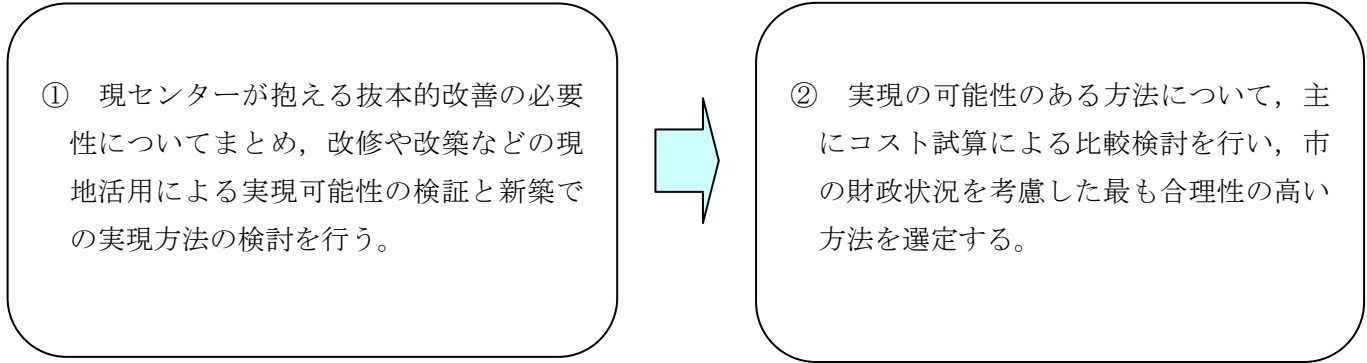 ① 現センターが抱える抜本的改善の必要
性についてまとめ，改修や改築などの現
地活用による実現可能性の検証と新築で
の実現方法の検討を行う。
② 実現の可能性のある方法について，主
にコスト試算による比較検討を行い，市
の財政状況を考慮した最も合理性の高い
方法を選定する。